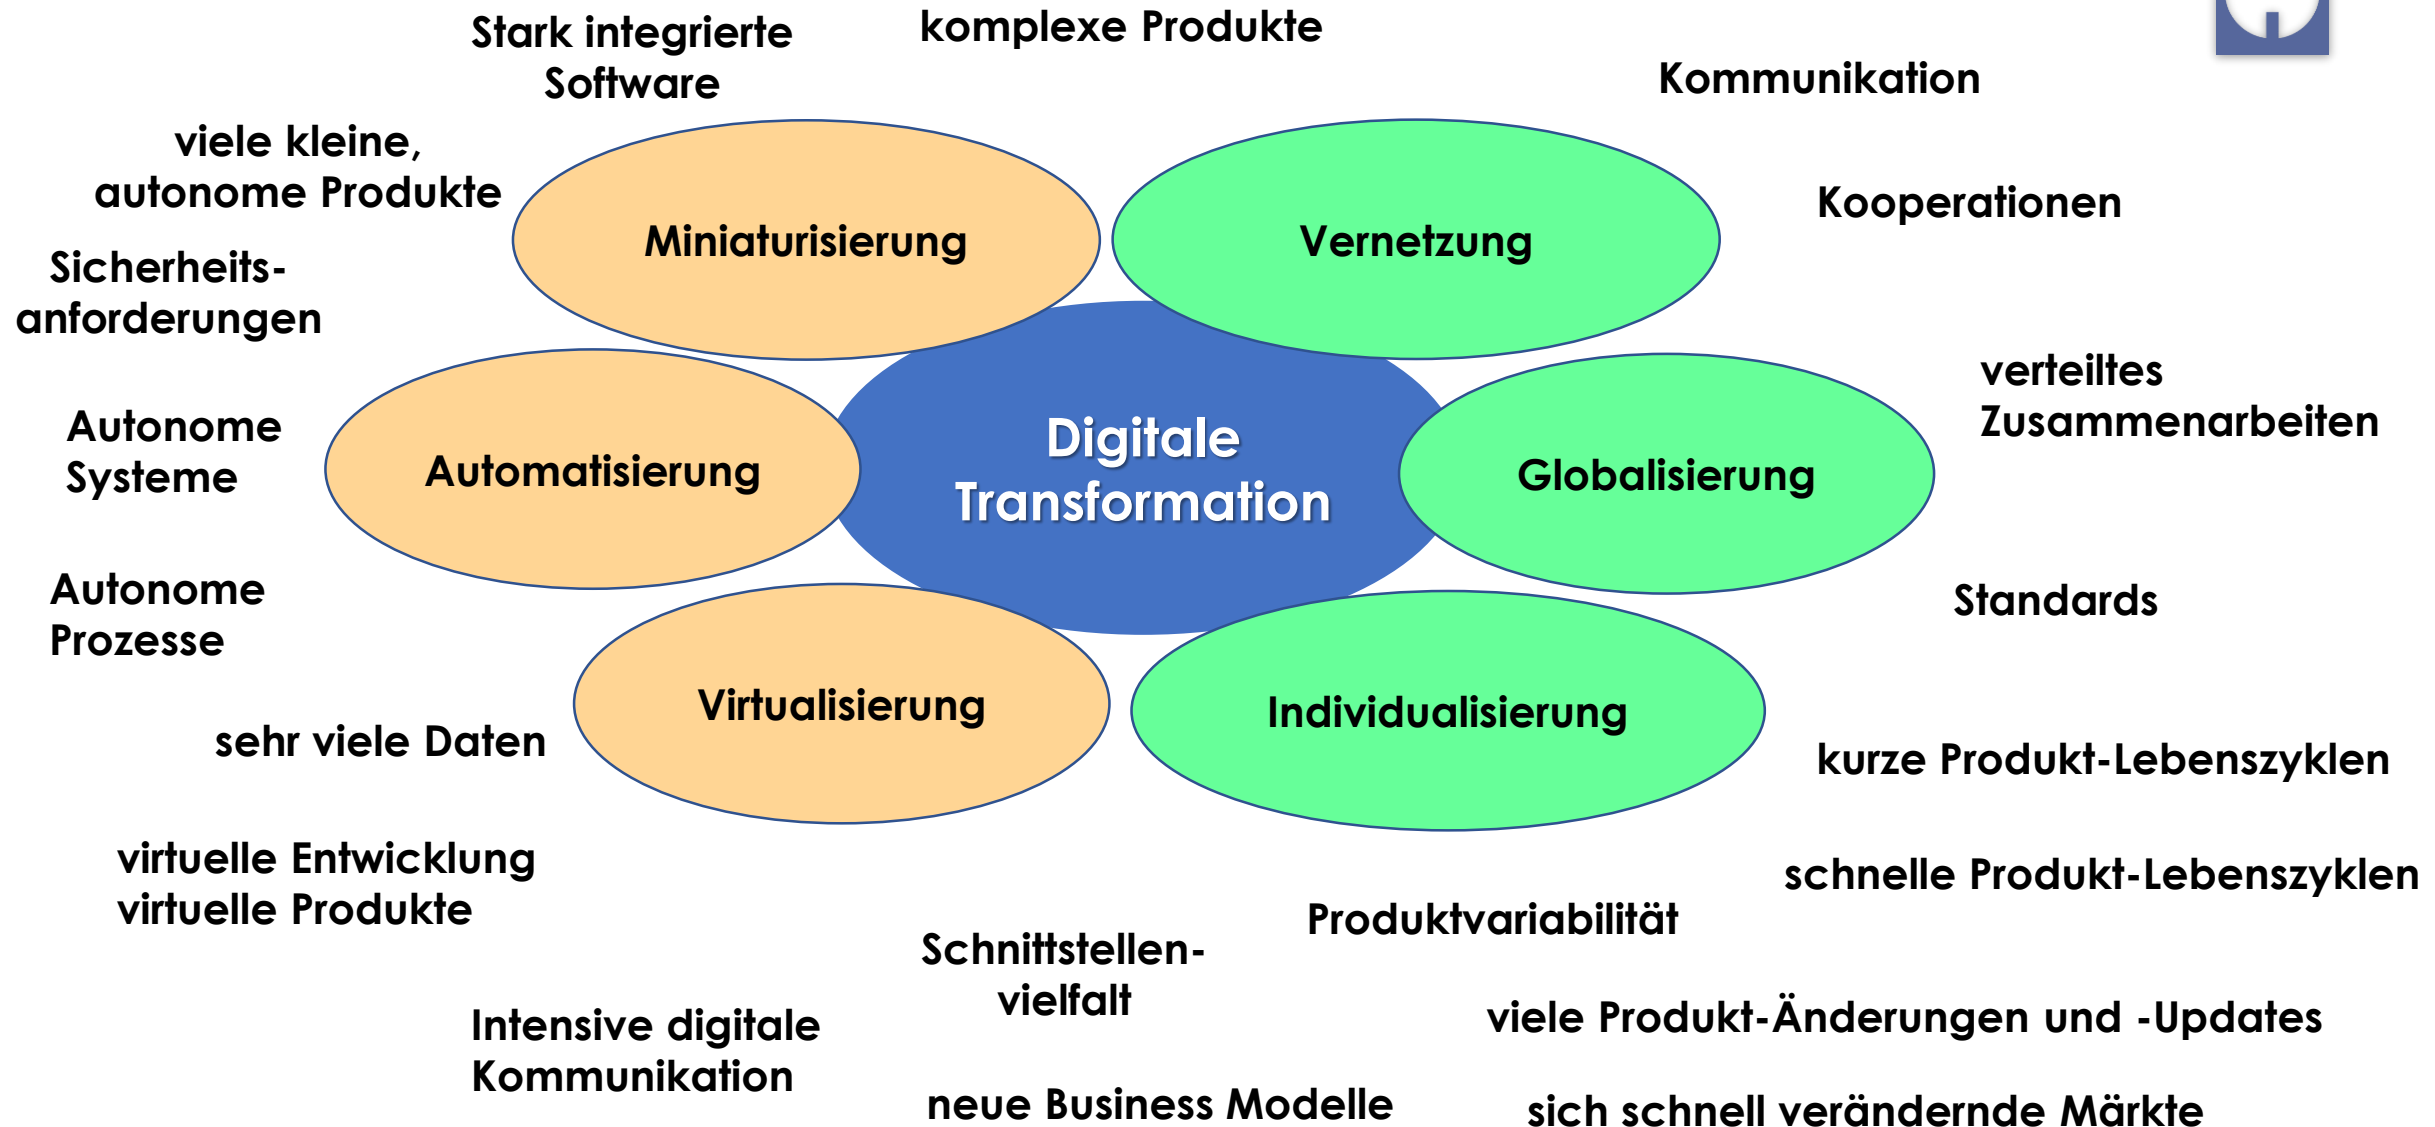 Stark integrierte
Software
komplexe Produkte
Kommunikation
viele kleine,
autonome Produkte
Kooperationen
Miniaturisierung
Vernetzung
Sicherheits-
anforderungen
verteiltes
Zusammenarbeiten
Autonome
Systeme
Automatisierung
Digitale
Transformation
Globalisierung
Autonome
Prozesse
Standards
Virtualisierung
Individualisierung
sehr viele Daten
kurze Produkt-Lebenszyklen
virtuelle Entwicklung
virtuelle Produkte
schnelle Produkt-Lebenszyklen
Produktvariabilität
Schnittstellen-
vielfalt
Intensive digitale
Kommunikation
viele Produkt-Änderungen und -Updates
neue Business Modelle
sich schnell verändernde Märkte